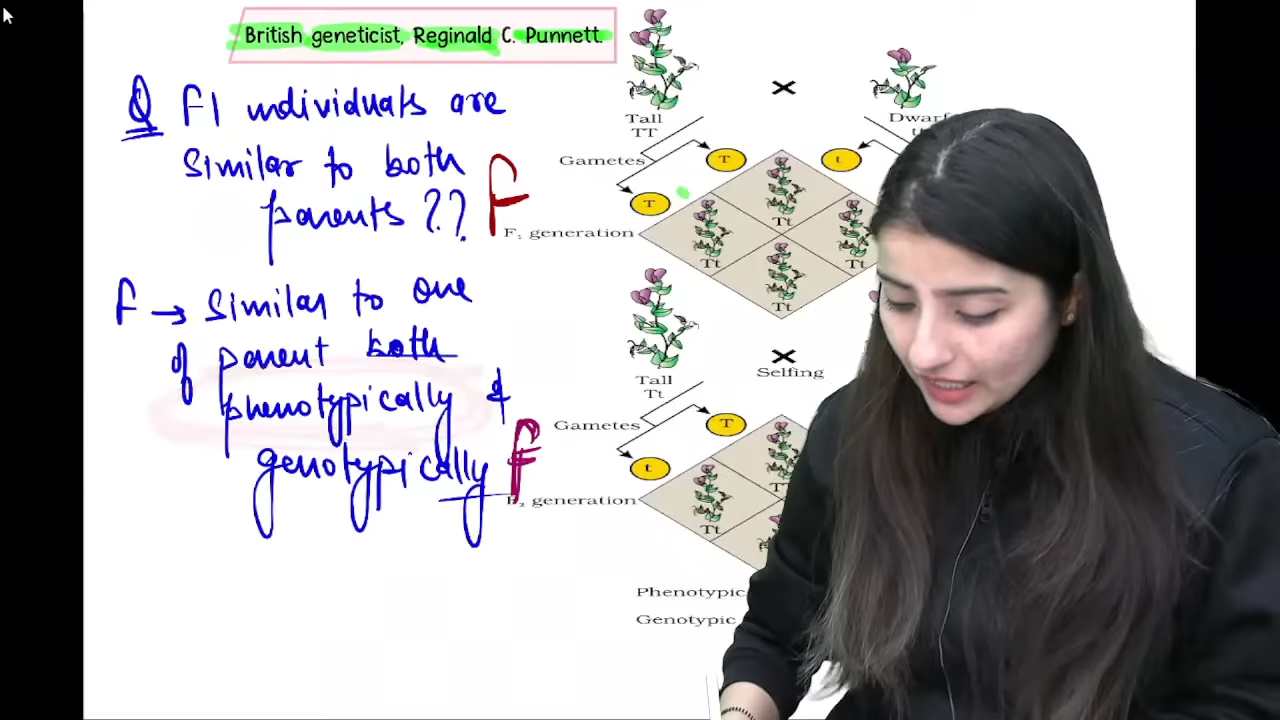 British geneticist, Reginald C. Punnett.
Q F1 individuals are
Similar to both
parents ??
F
F → Similar to one
of parent both
phenotypically &
genotypically
F
Tall
TT
×
Dwarf
Gametes
T
t
T
F₁ generation
Tt
Tt
Tt
Tt
Tall
Tt
×
Selfing
Gametes
T
t
F₂ generation
Tt
Phenotypic
Genotypic